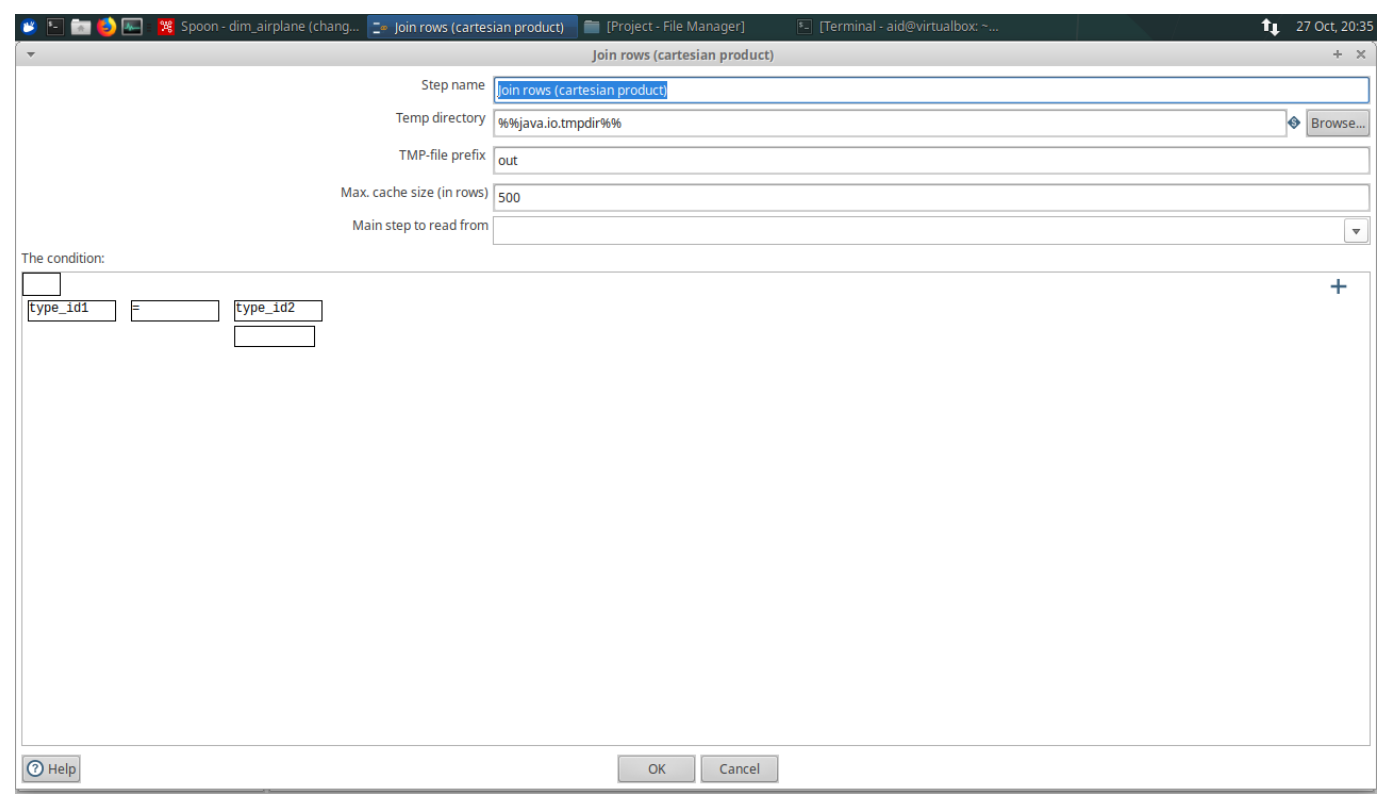 Spoon - dim_airplane (chang... Join rows (cartesian product) [Project - File Manager] [Terminal - aid@virtualbox: ~... 27 Oct, 20:35
Join rows (cartesian product)
Step name Join rows (cartesian product)
Temp directory %%java.io.tmpdir%% Browse...
TMP-file prefix out
Max. cache size (in rows) 500
Main step to read from
The condition:
type_id1 = type_id2
Help OK Cancel